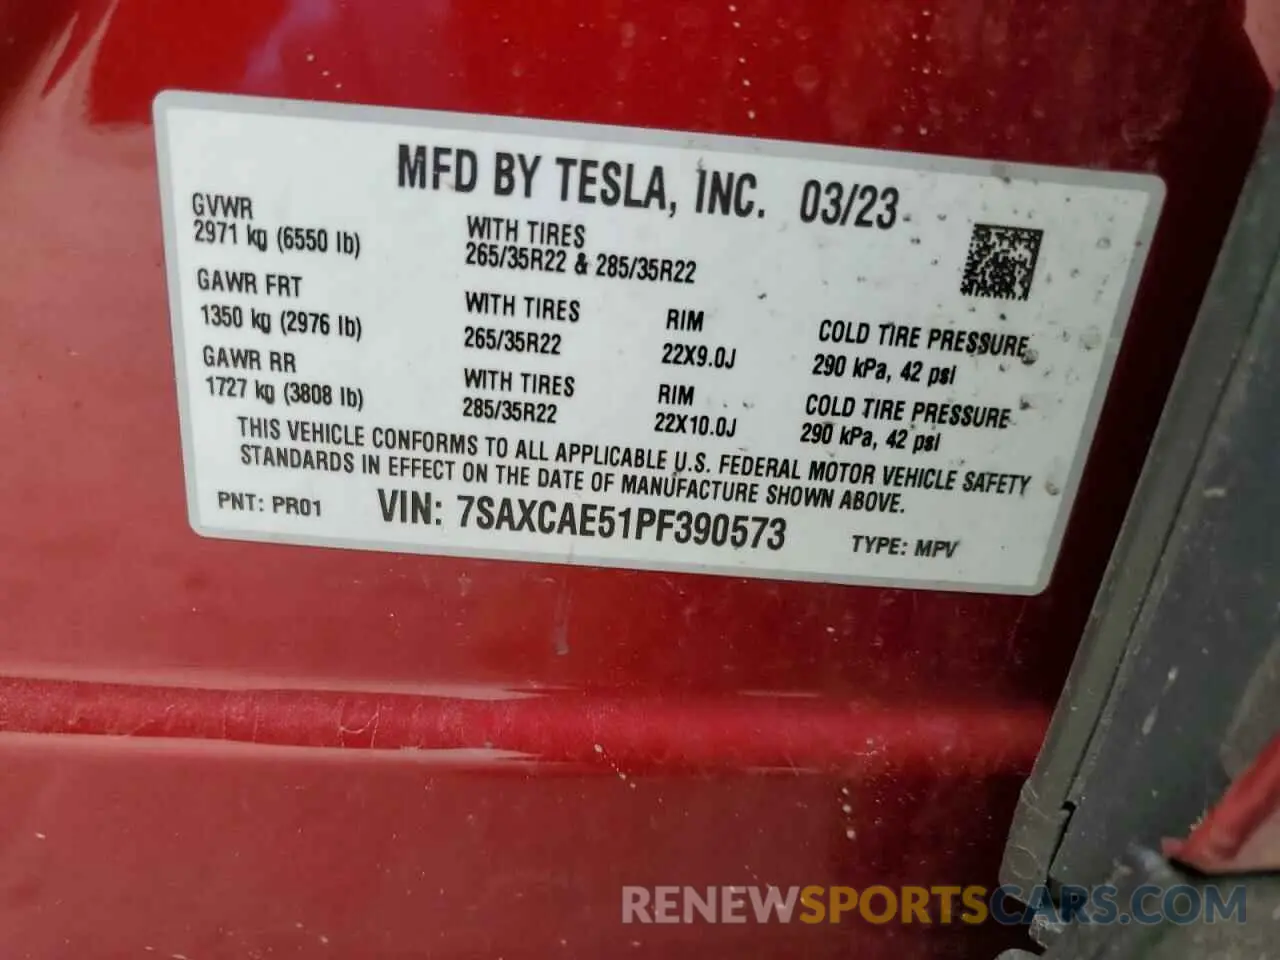 MFD BY TESLA, INC. 03/23
GVWR
2971 kg (6550 lb)
WITH TIRES
265/35R22 & 285/35R22
GAWR FRT
1350 kg (2976 lb)
WITH TIRES
265/35R22
RIM
22X9.0J
COLD TIRE PRESSURE
290 kPa, 42 psi
GAWR RR
1727 kg (3808 lb)
WITH TIRES
285/35R22
RIM
22X10.0J
COLD TIRE PRESSURE
290 kPa, 42 psi
THIS VEHICLE CONFORMS TO ALL APPLICABLE U.S. FEDERAL MOTOR VEHICLE SAFETY
STANDARDS IN EFFECT ON THE DATE OF MANUFACTURE SHOWN ABOVE.
PNT: PR01 VIN: 7SAXCAE51PF390573 TYPE: MPV
RENEWSPORTSCARS.COM